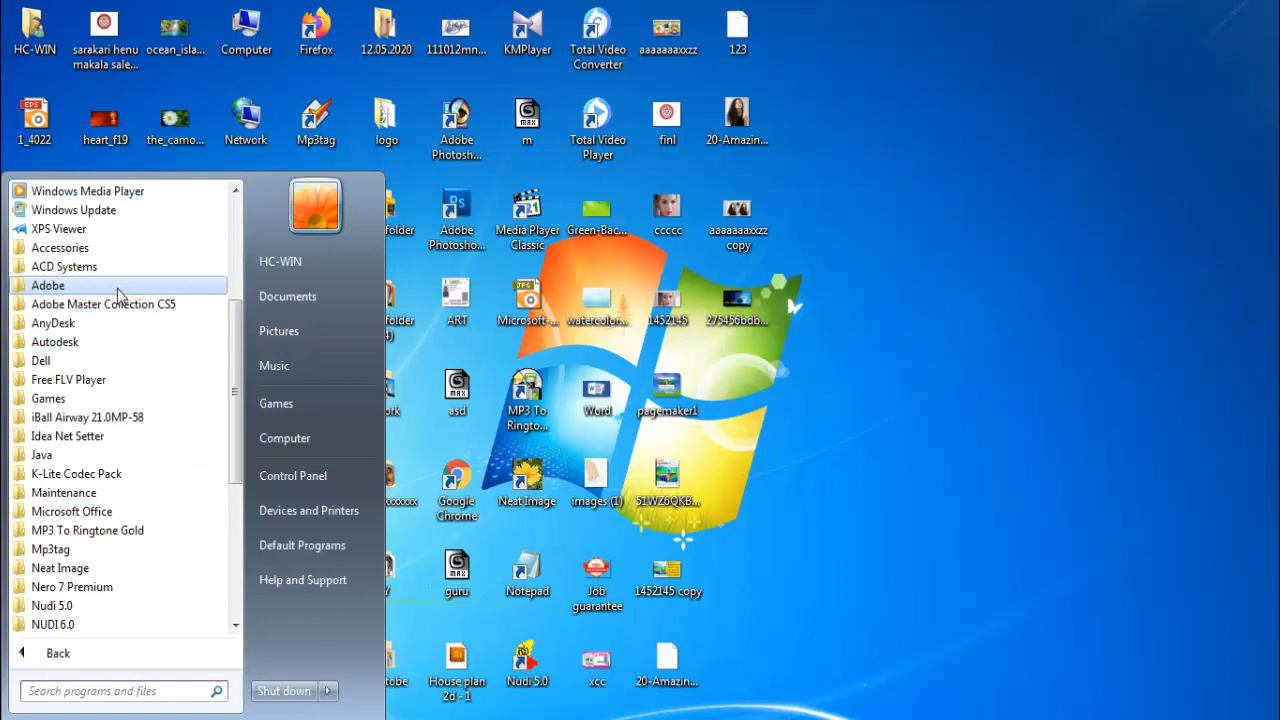 HC-WIN
sarakari henu
makala sale...
ocean_isla...
Computer
Firefox
12.05.2020
111012mn...
KMPlayer
Total Video
Converter
aaaaaaxxzz
123
EPS
1_4022
heart_f19
the_camo...
Network
Mp3tag
logo
Adobe
Photosh...
m
Total Video
Player
finl
20-Amazin...
folder
Adobe
Photosho...
Media Player
Classic
Green-Bac...
ccccc
aaaaaaxxzz
copy
folder
4)
ART
Microsoft-...
watercolor...
1452145
275456bdb...
ork
asd
MP3 To
Ringto...
Word
pagemaker1
xxxxxx
Google
Chrome
Neat Image
images (1)
51WZ6QKB...
guru
Notepad
Job
guarantee
1452145 copy
tobe
House plan
2d - 1
Nudi 5.0
xcc
20-Amazin...
Windows Media Player
Windows Update
XPS Viewer
Accessories
ACD Systems
Adobe
Adobe Master Collection CS5
AnyDesk
Autodesk
Dell
Free FLV Player
Games
iBall Airway 21.0MP-58
Idea Net Setter
Java
K-Lite Codec Pack
Maintenance
Microsoft Office
MP3 To Ringtone Gold
Mp3tag
Neat Image
Nero 7 Premium
Nudi 5.0
NUDI 6.0
Back
Search programs and files
HC-WIN
Documents
Pictures
Music
Games
Computer
Control Panel
Devices and Printers
Default Programs
Help and Support
Shut down